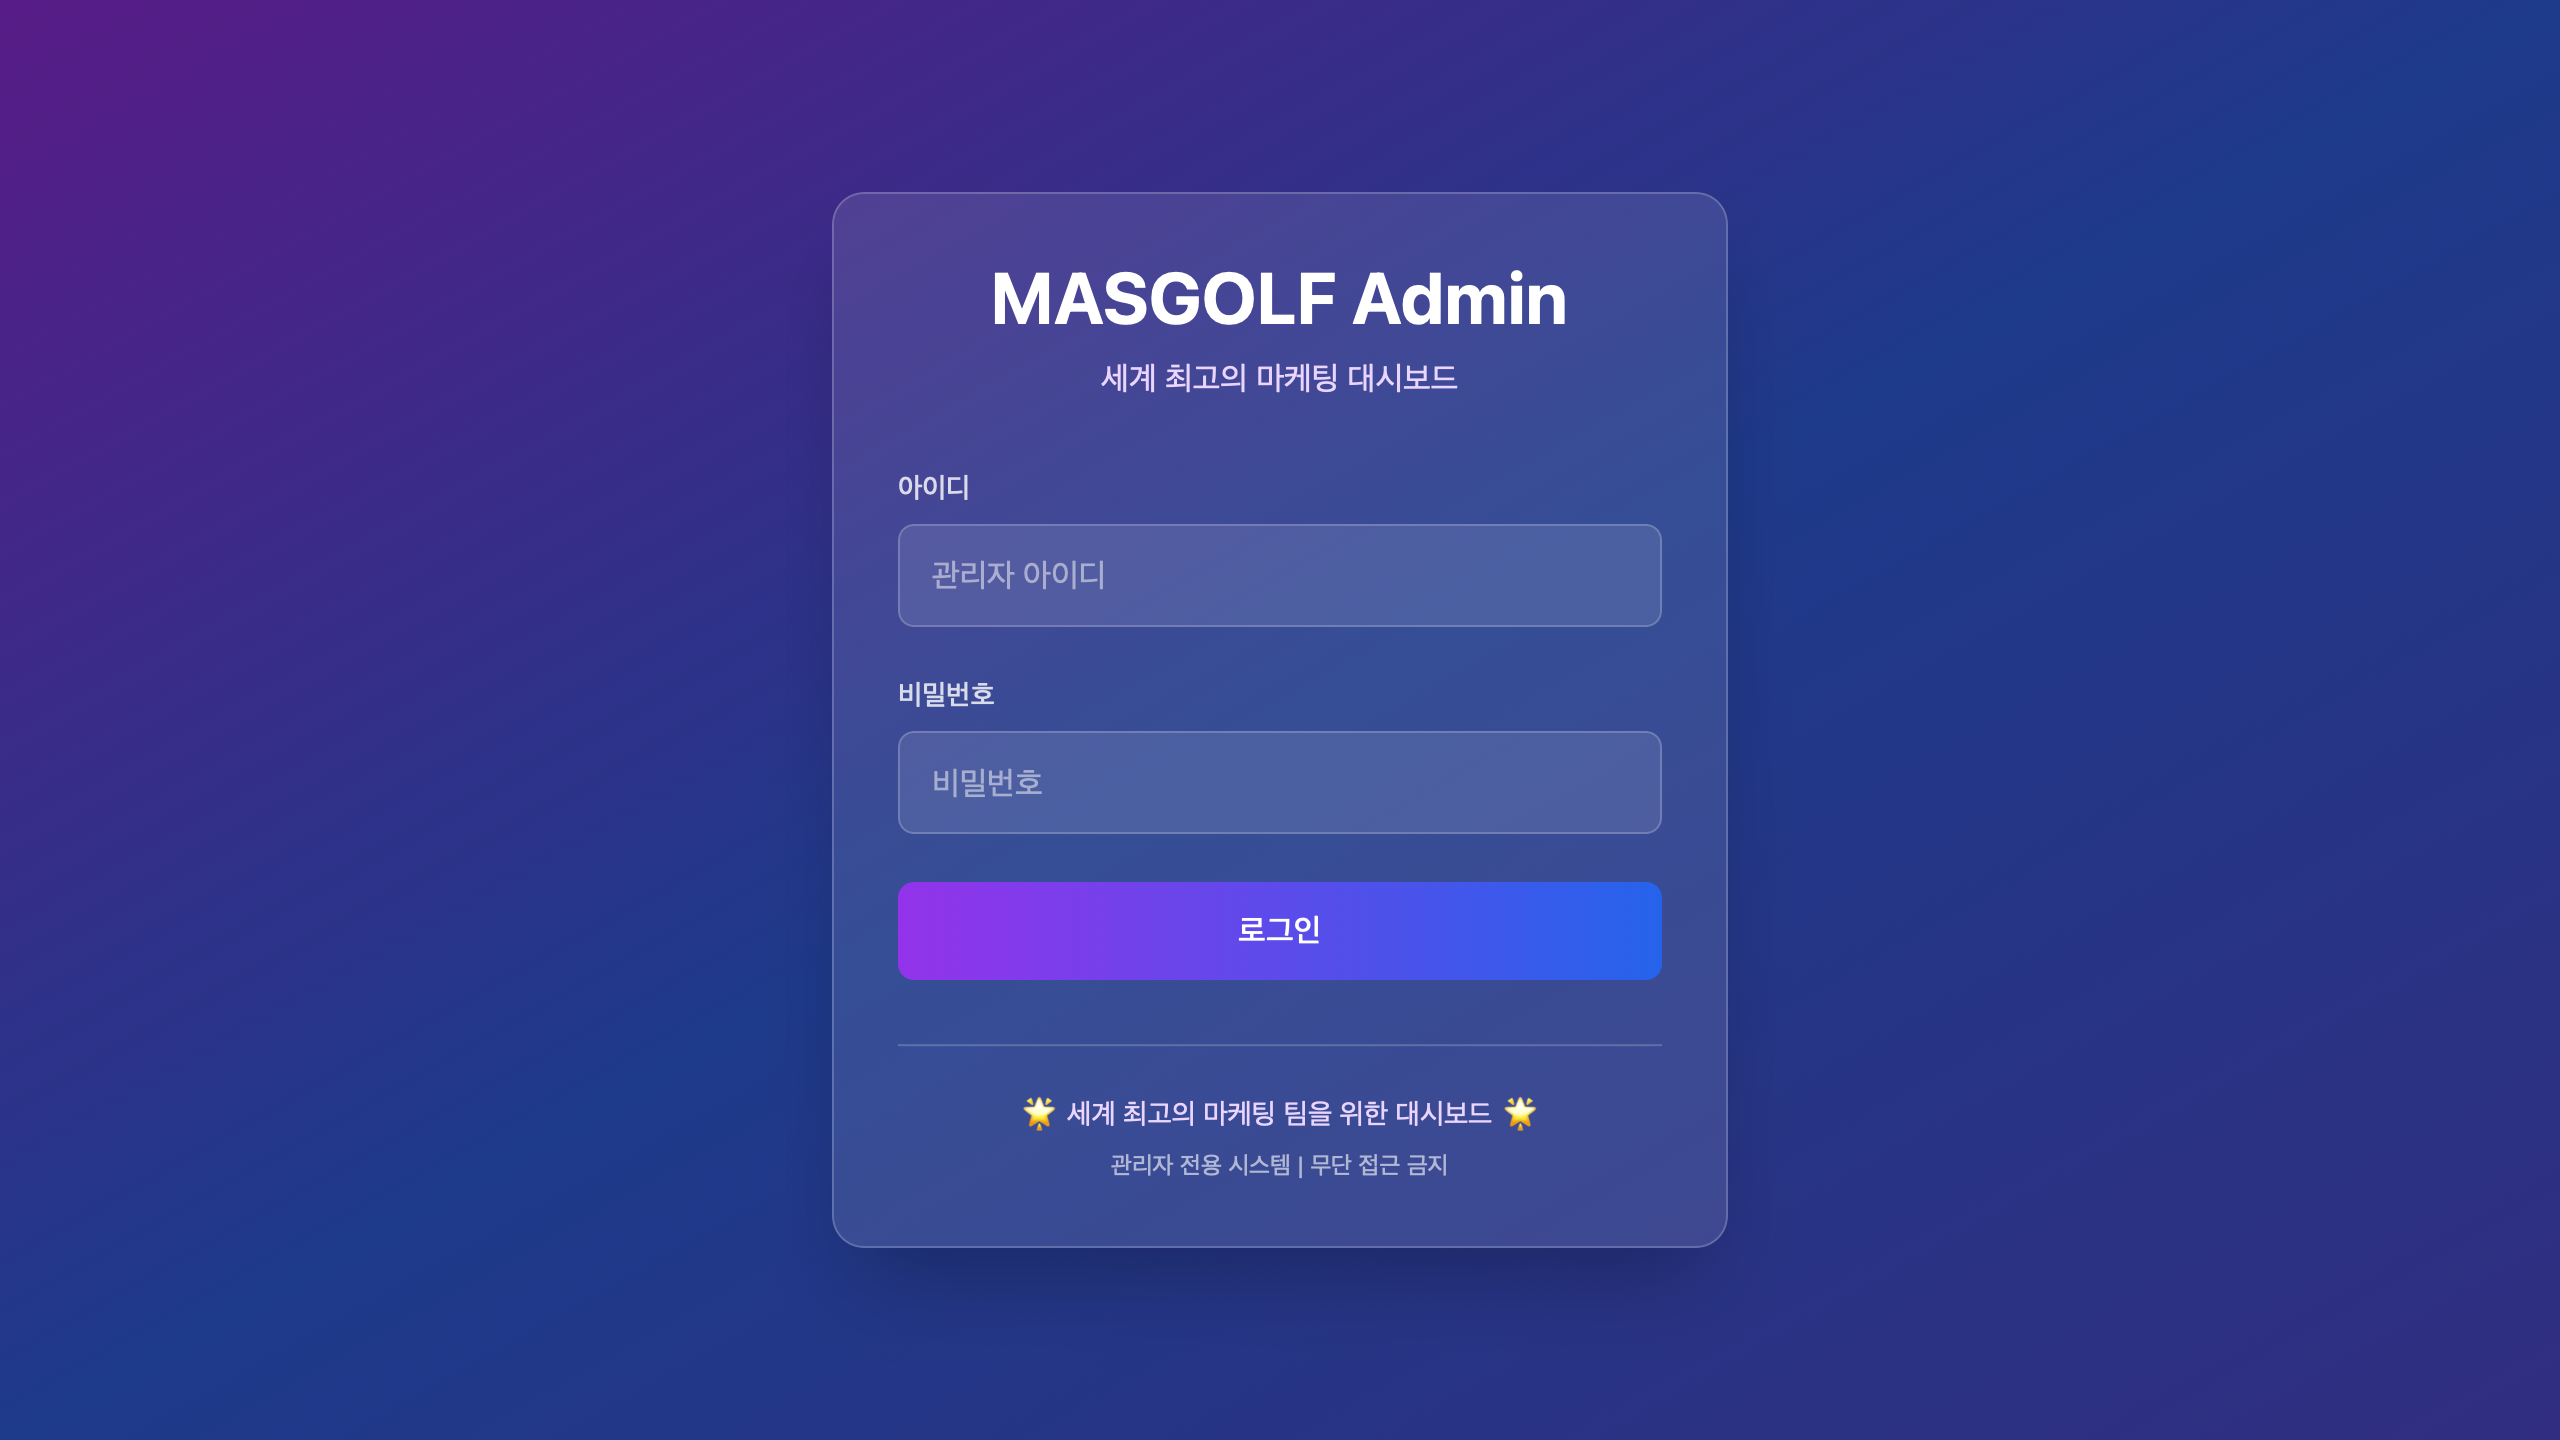 MASGOLF Admin
세계 최고의 마케팅 대시보드
아이디
관리자 아이디
비밀번호
비밀번호
로그인
🌟 세계 최고의 마케팅 팀을 위한 대시보드 🌟
관리자 전용 시스템 | 무단 접근 금지